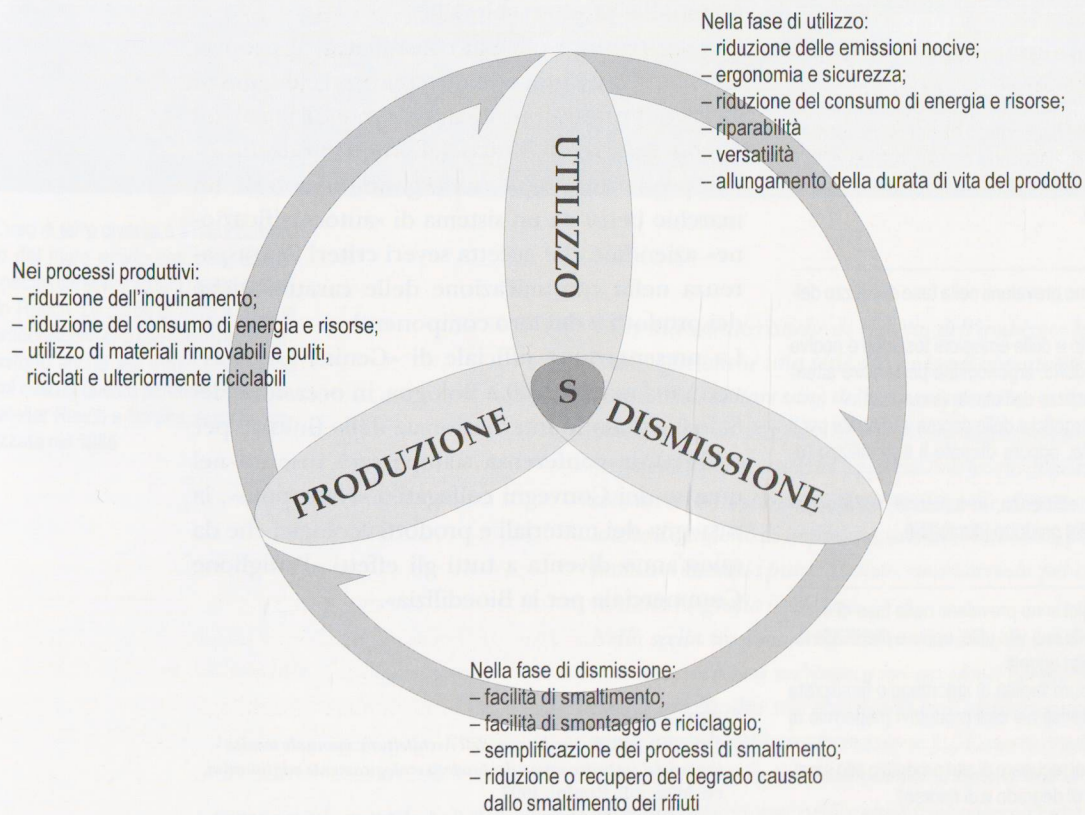 Nella fase di utilizzo:
– riduzione delle emissioni nocive;
– ergonomia e sicurezza;
– riduzione del consumo di energia e risorse;
– riparabilità
– versatilità
– allungamento della durata di vita del prodotto
UTILIZZO
Nei processi produttivi:
– riduzione dell'inquinamento;
– riduzione del consumo di energia e risorse;
– utilizzo di materiali rinnovabili e puliti,
riciclati e ulteriormente riciclabili
S
PRODUZIONE
DISMISSIONE
Nella fase di dismissione:
– facilità di smaltimento;
– facilità di smontaggio e riciclaggio;
– semplificazione dei processi di smaltimento;
– riduzione o recupero del degrado causato
dallo smaltimento dei rifiuti